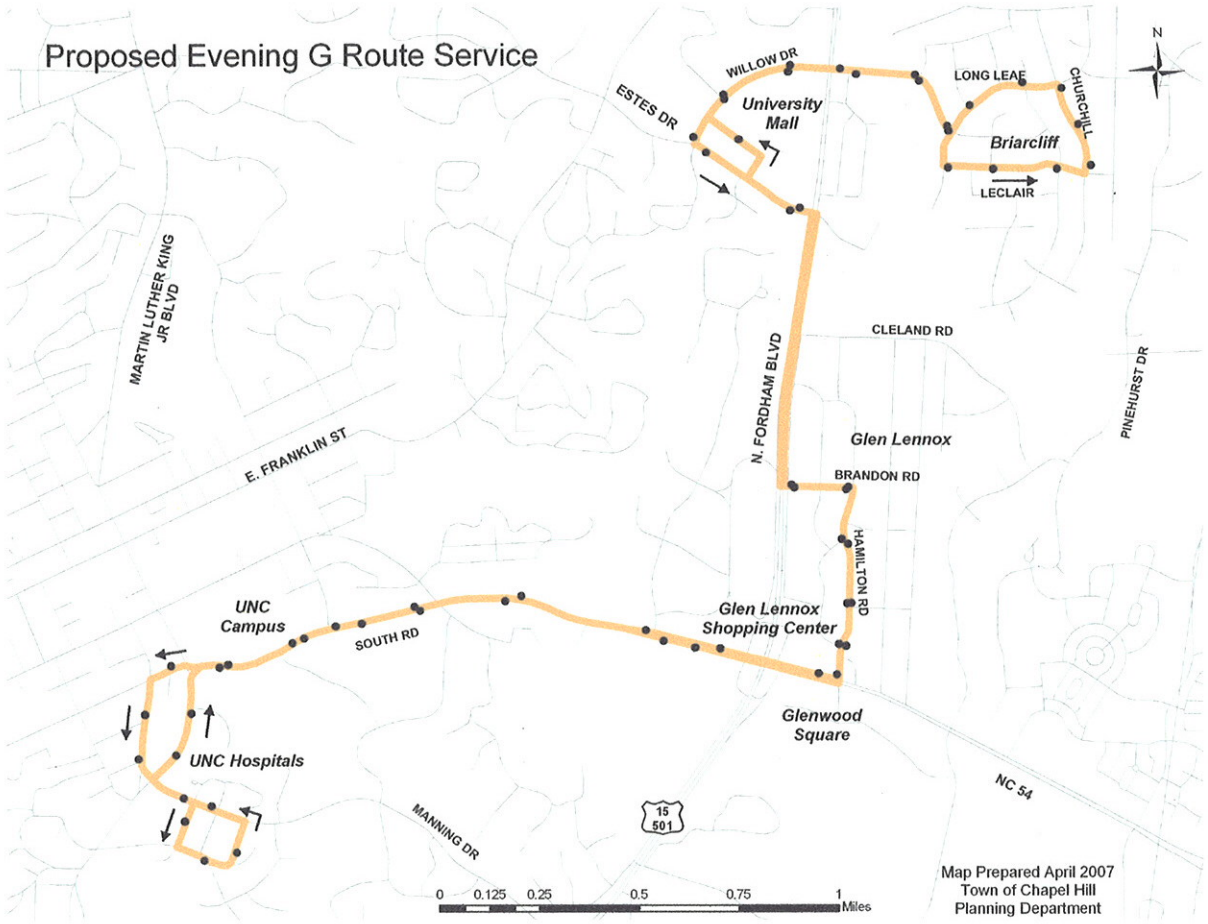 Proposed Evening G Route Service
N
WILLOW DR
LONG LEAF
CHURCHILL
ESTES DR
University
Mall
Briarcliff
LECLAIR
MARTIN LUTHER KING
JR BLVD
CLELAND RD
N. FORDHAM BLVD
PINEHURST DR
E. FRANKLIN ST
Glen Lennox
BRANDON RD
HAMILTON RD
UNC
Campus
SOUTH RD
Glen Lennox
Shopping Center
Glenwood
Square
UNC Hospitals
NC 54
MANNING DR
15
501
Map Prepared April 2007
Town of Chapel Hill
Planning Department
0 0.125 0.25 0.5 0.75 1
Miles